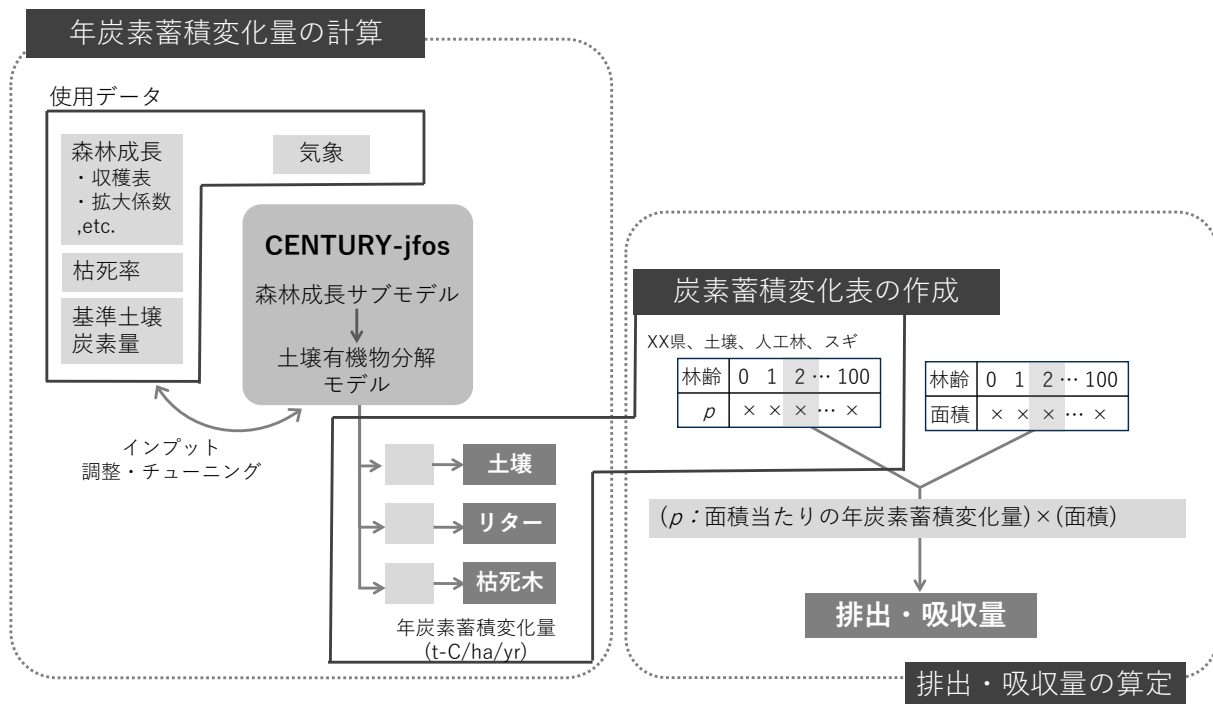 年炭素蓄積変化量の計算
使用データ
森林成長
・収穫表
・拡大係数
,etc.
気象
枯死率
基準土壌
炭素量
CENTURY-jfos
森林成長サブモデル
土壌有機物分解
モデル
インプット
調整・チューニング
土壌
リター
枯死木
年炭素蓄積変化量
(t-C/ha/yr)
炭素蓄積変化表の作成
XX県、土壌、人工林、スギ
林齢 0 1 2 … 100
p × × × … ×
林齢 0 1 2 … 100
面積 × × × … ×
(p：面積当たりの年炭素蓄積変化量)×(面積)
排出・吸収量
排出・吸収量の算定